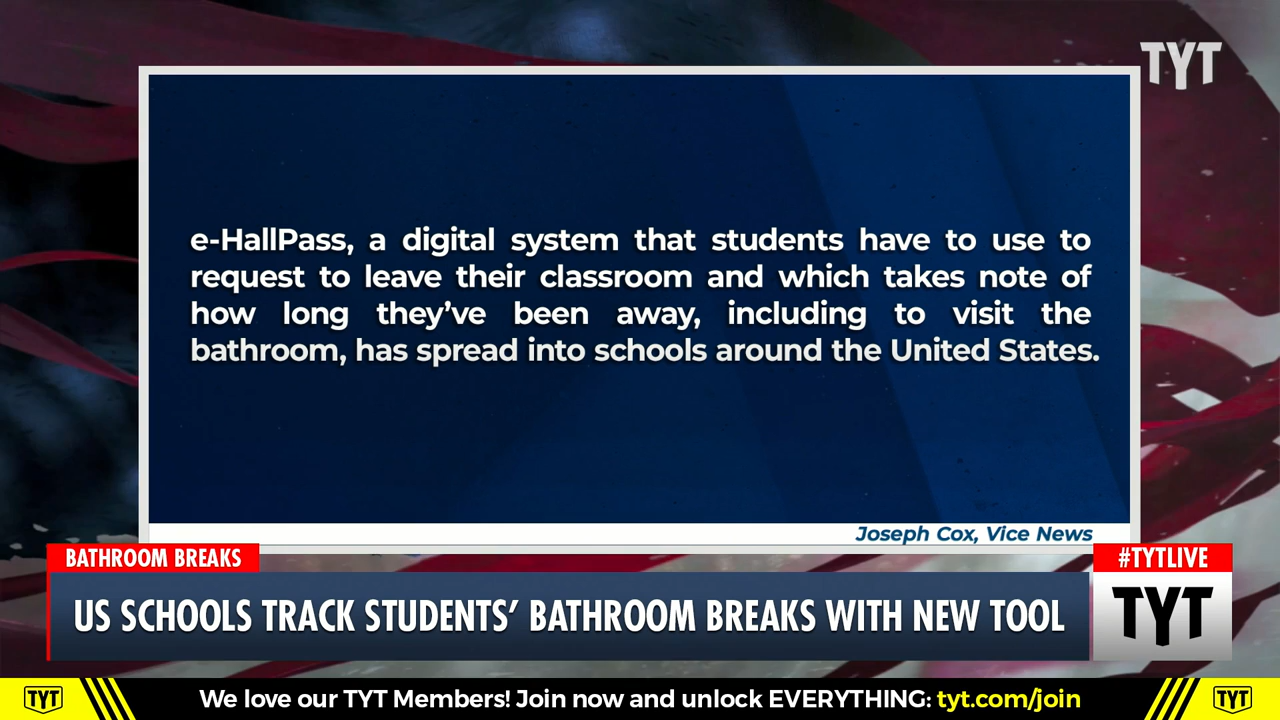 TYT
e-HallPass, a digital system that students have to use to
request to leave their classroom and which takes note of
how long they’ve been away, including to visit the
bathroom, has spread into schools around the United States.
Joseph Cox, Vice News
BATHROOM BREAKS
#TYTLIVE
US SCHOOLS TRACK STUDENTS’ BATHROOM BREAKS WITH NEW TOOL
TYT
TYT
We love our TYT Members! Join now and unlock EVERYTHING: tyt.com/join
TYT